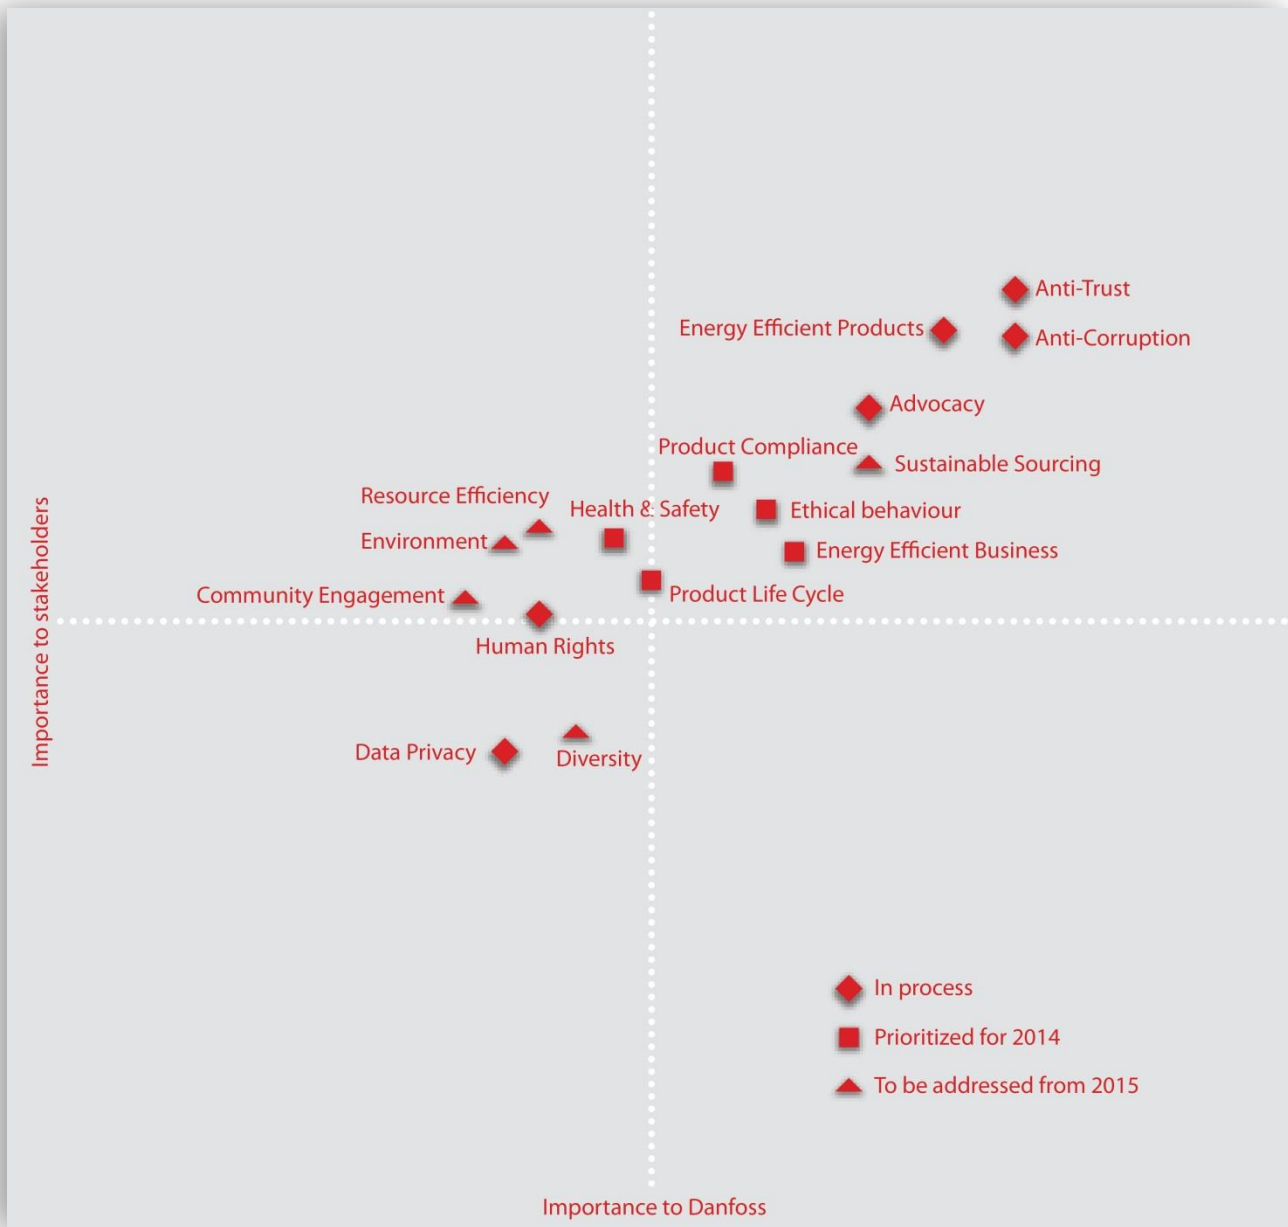 Anti-Trust
Energy Efficient Products
Anti-Corruption
Advocacy
Product Compliance
Sustainable Sourcing
Resource Efficiency
Health & Safety
Ethical behaviour
Environment
Energy Efficient Business
Community Engagement
Product Life Cycle
Human Rights
Importance to stakeholders
Data Privacy
Diversity
In process
Prioritized for 2014
To be addressed from 2015
Importance to Danfoss